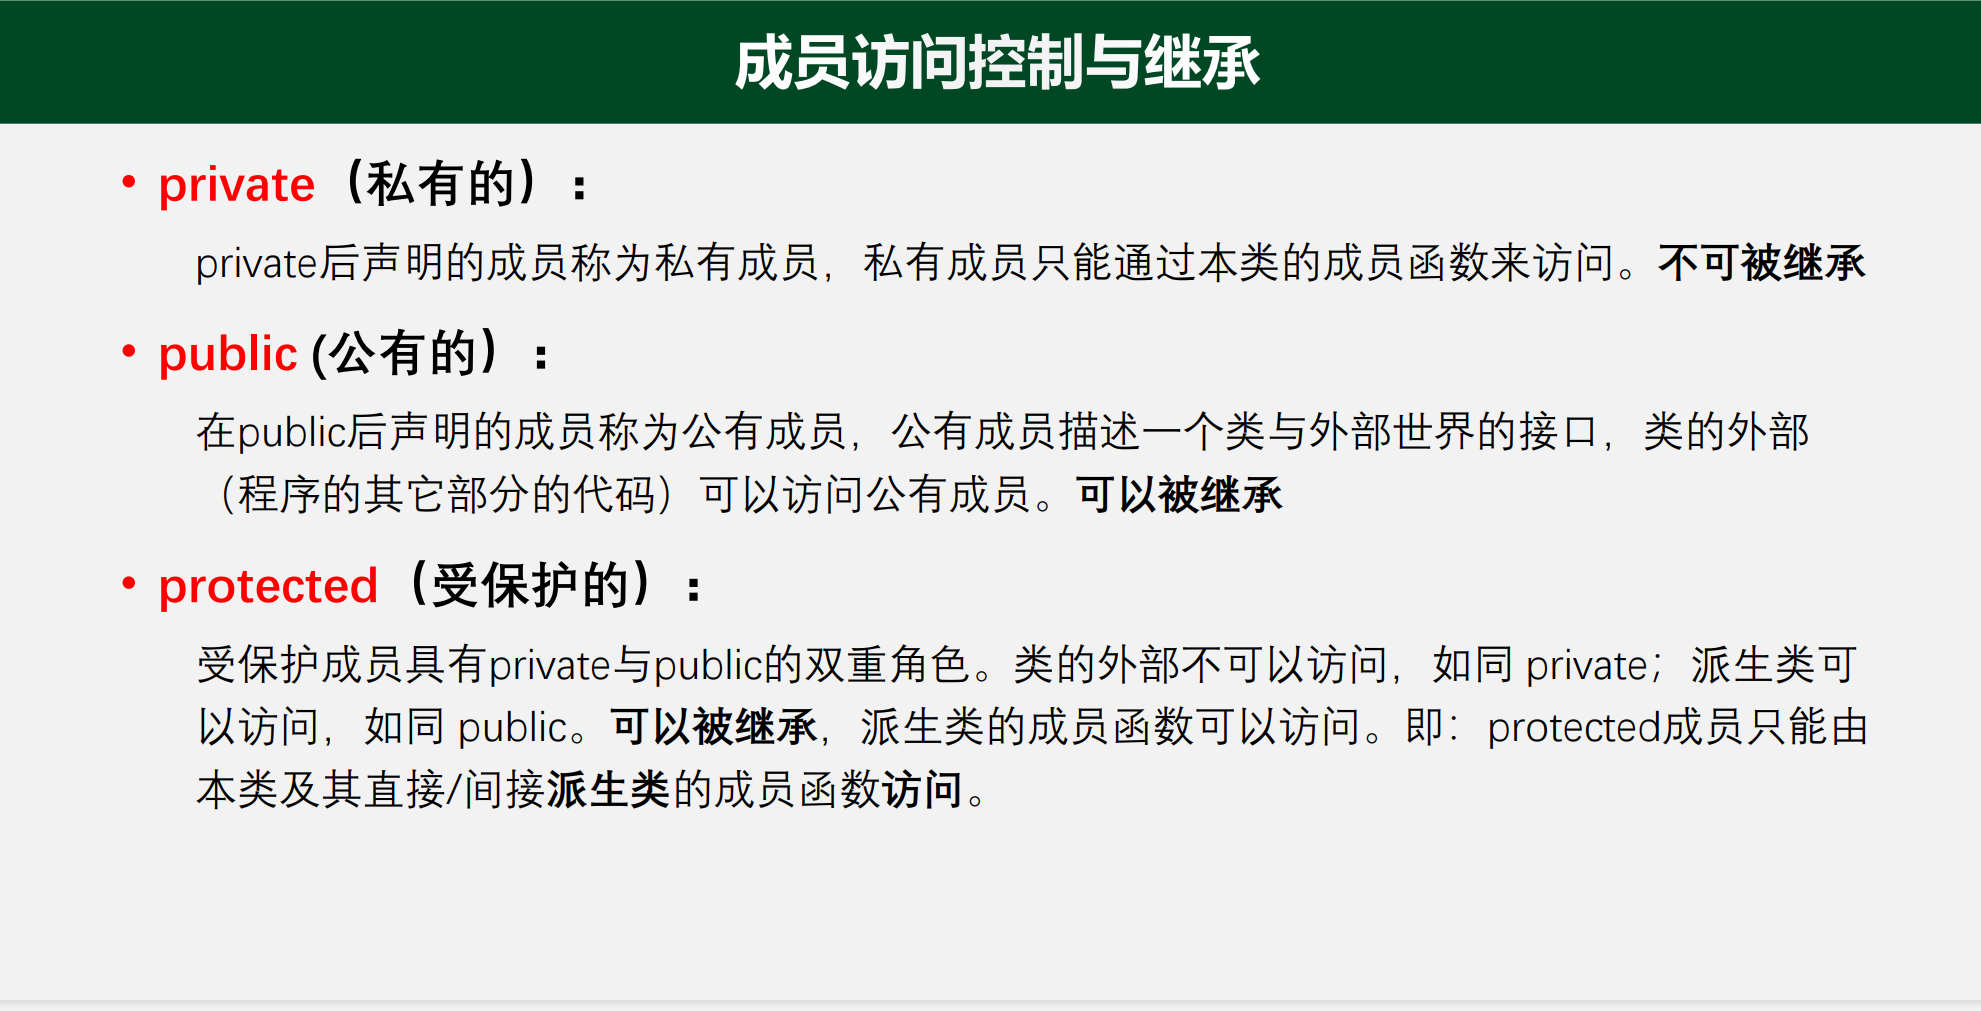 成员访问控制与继承
• private（私有的）：
private后声明的成员称为私有成员，私有成员只能通过本类的成员函数来访问。不可被继承
• public (公有的）：
在public后声明的成员称为公有成员，公有成员描述一个类与外部世界的接口，类的外部
（程序的其它部分的代码）可以访问公有成员。可以被继承
• protected（受保护的）：
受保护成员具有private与public的双重角色。类的外部不可以访问，如同 private；派生类可
以访问，如同 public。可以被继承，派生类的成员函数可以访问。即：protected成员只能由
本类及其直接/间接派生类的成员函数访问。